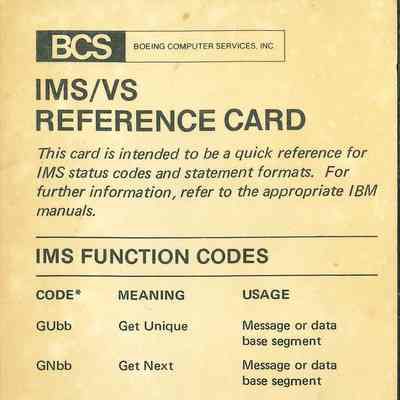 BCS BOEING COMPUTER SERVICES, INC.
IMS/VS
REFERENCE CARD
This card is intended to be a quick reference for
IMS status codes and statement formats. For
further information, refer to the appropriate IBM
manuals.
IMS FUNCTION CODES
CODE* MEANING USAGE
GUbb Get Unique Message or data
base segment
GNbb Get Next Message or data
base segment